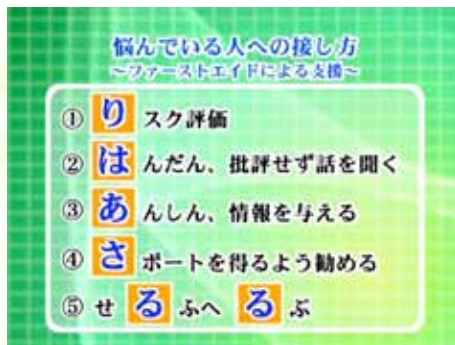 悩んでいる人への接し方
～ファーストエイドによる支援～
① り スク評価
② は んだん、批評せず話を聞く
③ あ んしん、情報を与える
④ さ ポートを得るよう勧める
⑤ せ る ふへ る ぷ